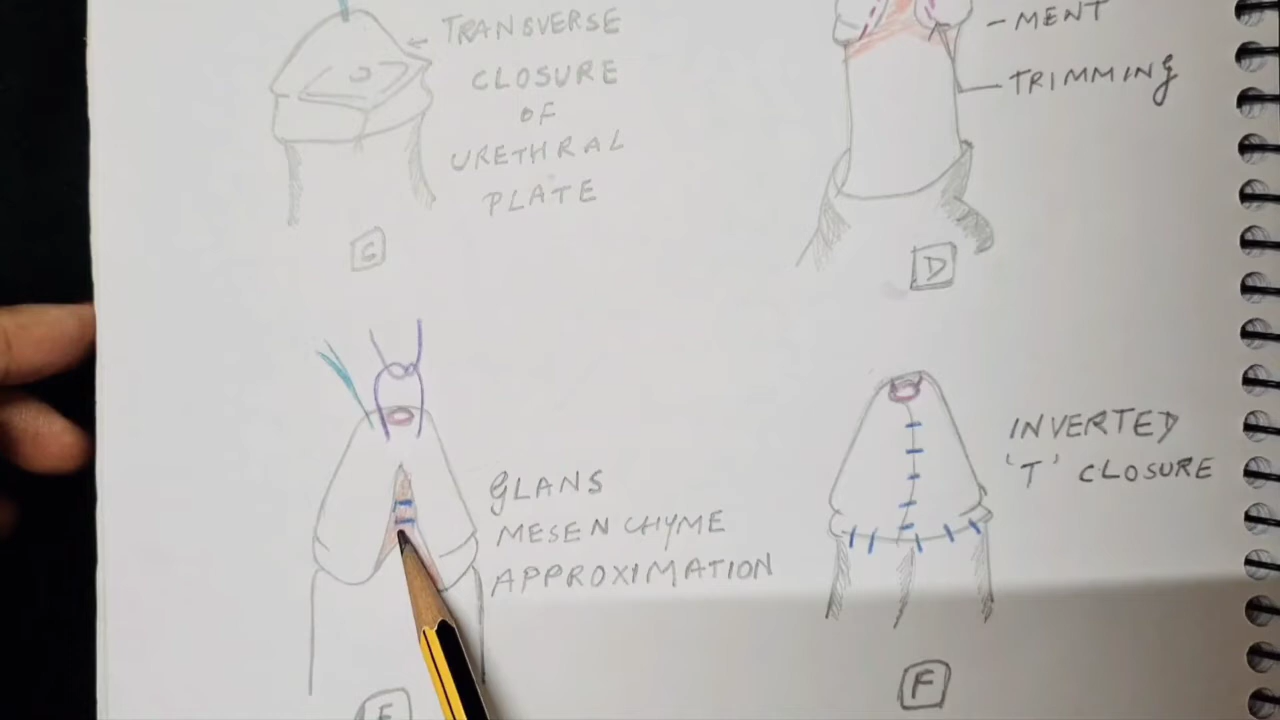 TRANSVERSE
CLOSURE
OF
URETHRAL
PLATE
C
-MENT
TRIMMING
D
GLANS
MESENCHYME
APPROXIMATION
E
INVERTED
'T' CLOSURE
F